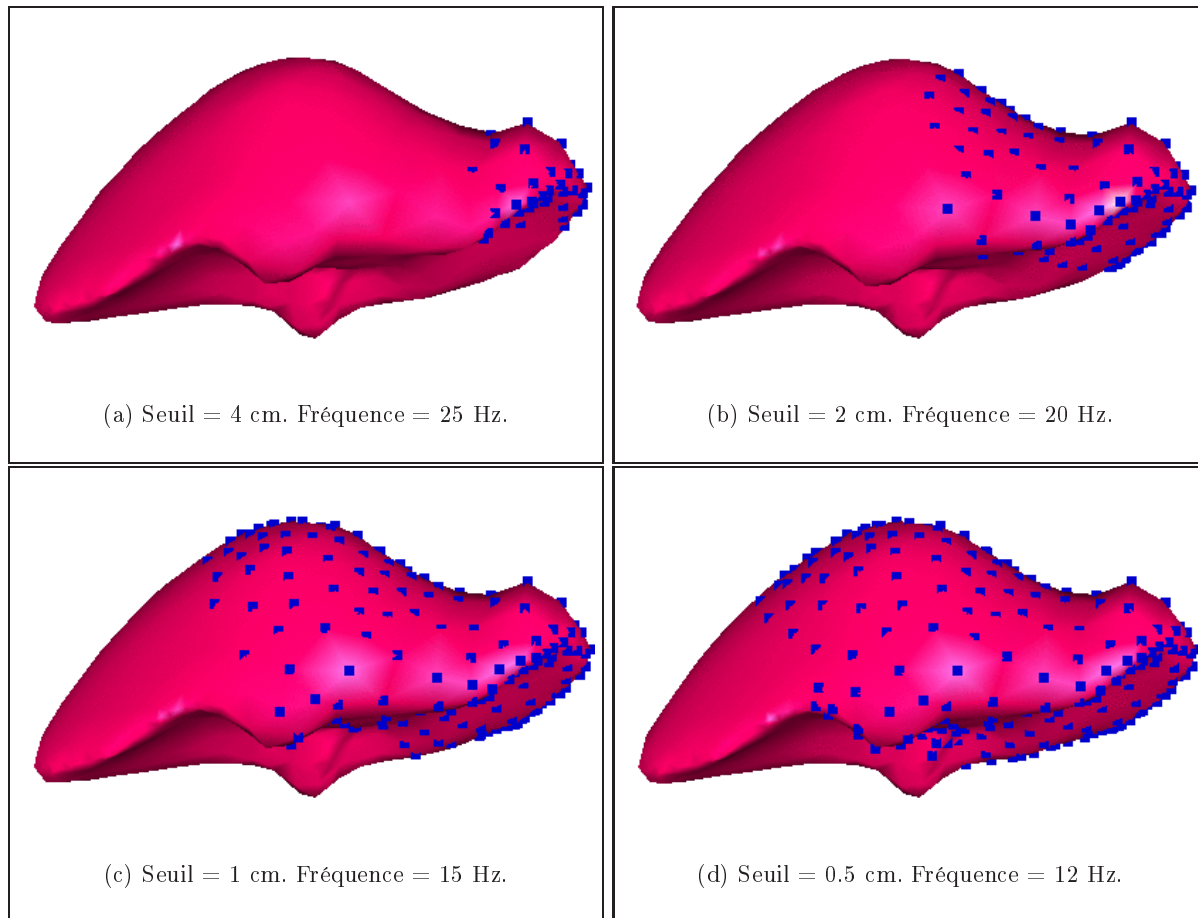 (a) Seuil = 4 cm. Fréquence = 25 Hz.
(b) Seuil = 2 cm. Fréquence = 20 Hz.
(c) Seuil = 1 cm. Fréquence = 15 Hz.
(d) Seuil = 0.5 cm. Fréquence = 12 Hz.